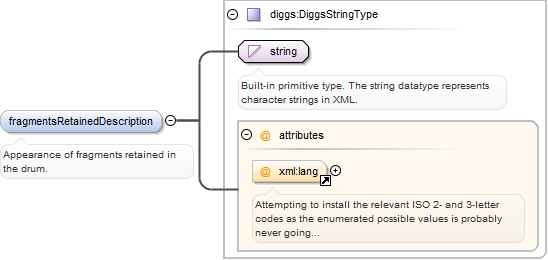 diggs:DiggsStringType
string
Built-in primitive type. The string datatype represents
character strings in XML.
fragmentsRetainedDescription
Appearance of fragments retained in
the drum.
@ attributes
@ xml:lang
Attempting to install the relevant ISO 2- and 3-letter
codes as the enumerated possible values is probably
never going...